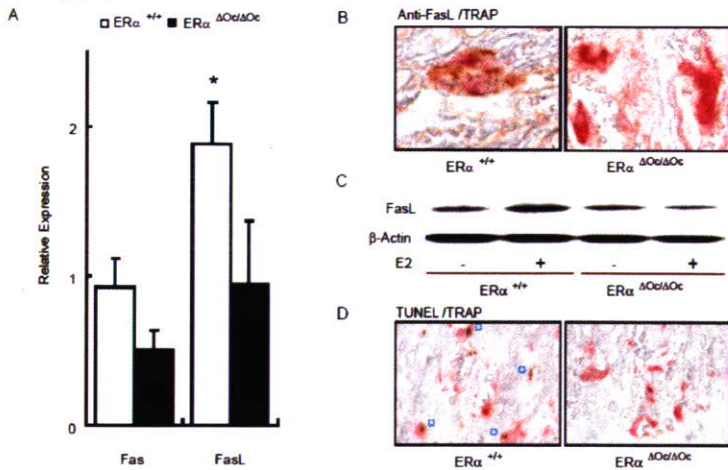 A
ERα +/+ ERα ΔOc/ΔOc
*
2
1
0
Relative Expression
Fas FasL
B
Anti-FasL /TRAP
ERα +/+ ERα ΔOc/ΔOc
C
FasL
β-Actin
E2 - + - +
ERα +/+ ERα ΔOc/ΔOc
D
TUNEL /TRAP
ERα +/+ ERα ΔOc/ΔOc